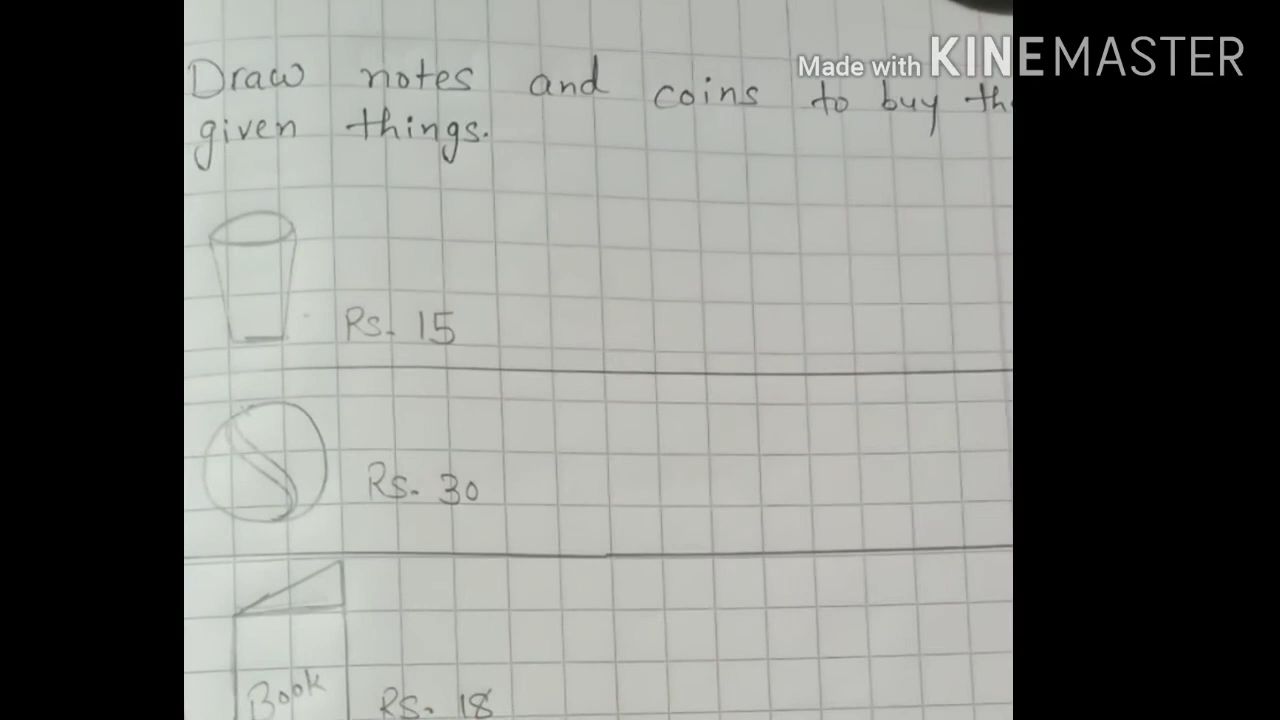 Made with KINEMASTER
Draw notes and coins to buy th
given things.
Rs. 15
Rs. 30
Book
Rs. 18